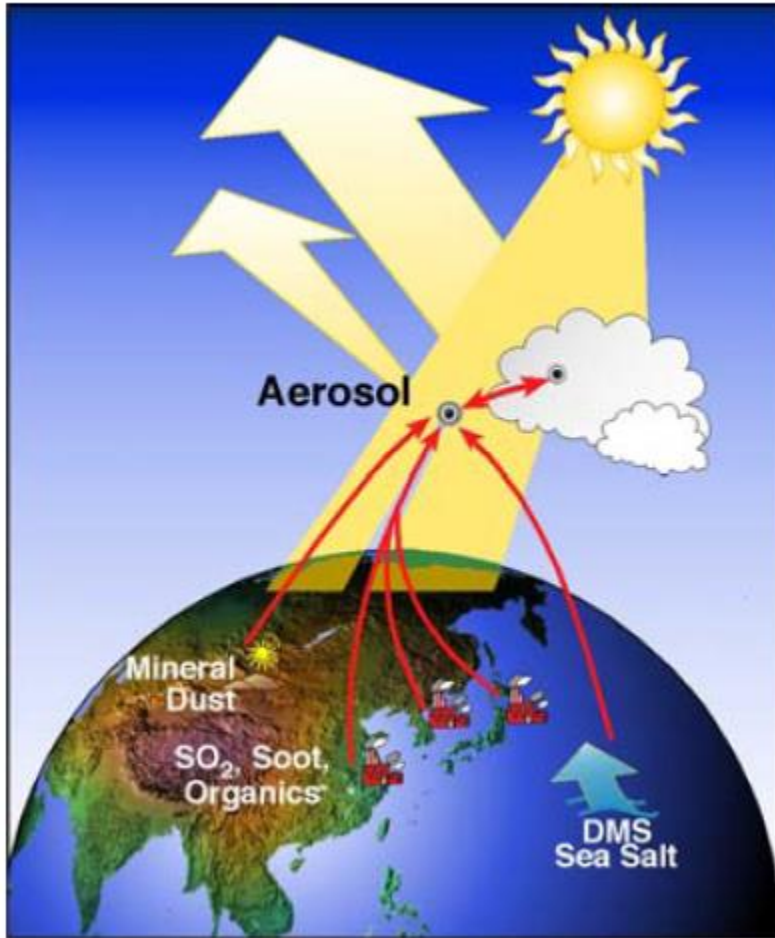 Aerosol
Mineral
Dust
SO₂, Soot,
Organics
DMS
Sea Salt